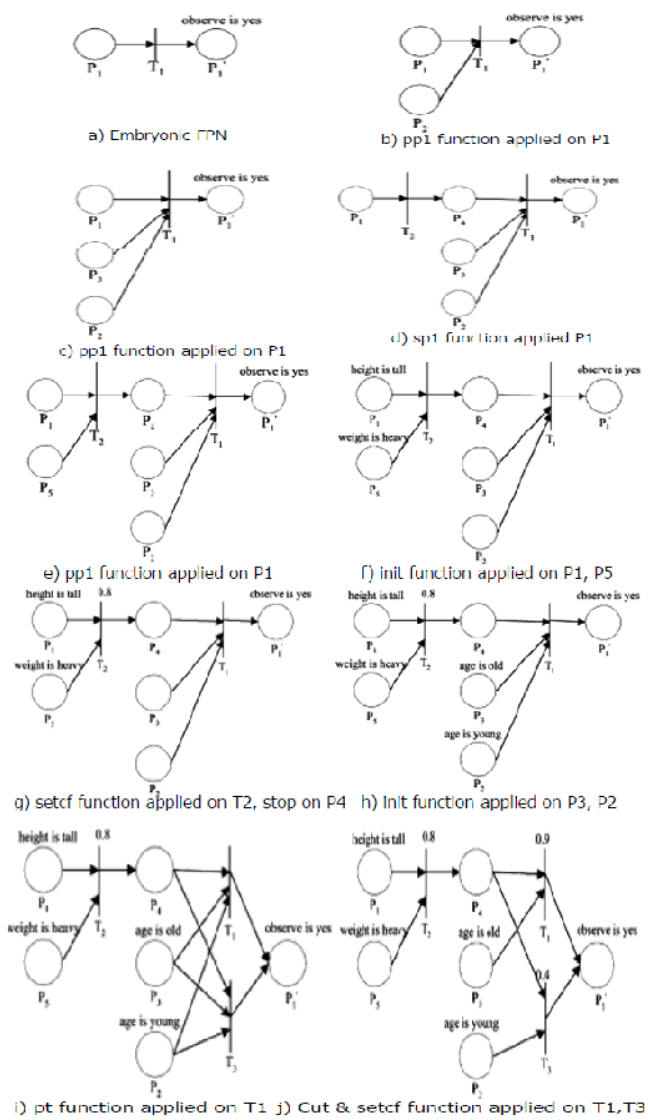 observe is yes
P1 T1 P1'
a) Embryonic FPN
observe is yes
P1 T1 P1'
P2
b) pp1 function applied on P1
observe is yes
P1 T1 P1'
P3
P2
c) pp1 function applied on P1
observe is yes
P1 T2 P4 T1 P1'
P3
P2
d) sp1 function applied P1
observe is yes
P1 T2 T1 P1'
P5
e) pp1 function applied on P1
height is tall observe is yes
P1 T2 P4 T1 P1'
weight is heavy
P3
P2
f) init function applied on P1, P5
height is tall 0.8 observe is yes
P1 T2 P4 T1 P1'
weight is heavy
P3
P2
g) setcf function applied on T2, stop on P4
height is tall 0.8 observe is yes
P1 T2 P4 T1 P1'
weight is heavy age is old
P5 P3
age is young
P2
h) init function applied on P3, P2
height is tall 0.8
P1 T2 P4 T1
weight is heavy age is old observe is yes
P5 P3 P1'
age is young
P2 T3
i) pt function applied on T1
height is tall 0.8 0.9
P1 T2 P4 T1
weight is heavy age is old observe is yes
P5 P1'
0.4
age is young
P2 T3
j) Cut & setcf function applied on T1,T3